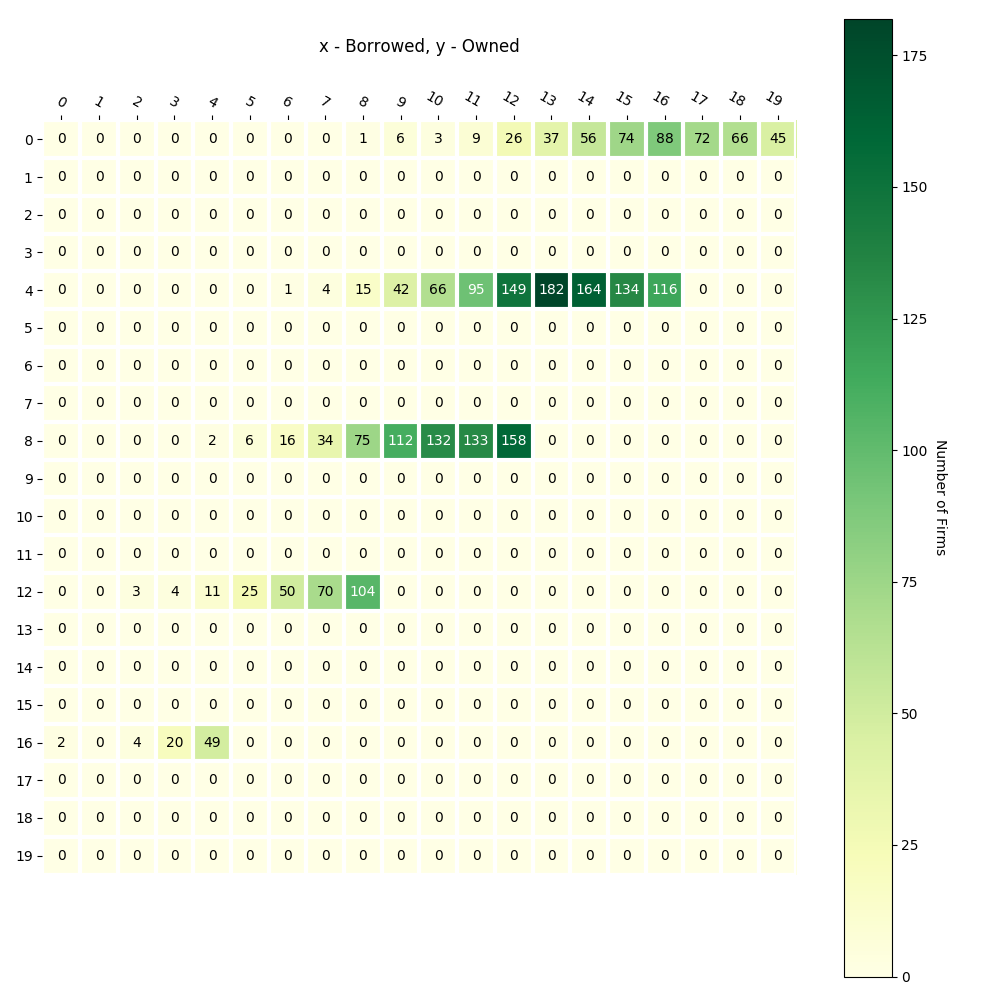 x - Borrowed, y - Owned
0 1 2 3 4 5 6 7 8 9 10 11 12 13 14 15 16 17 18 19
0 0 0 0 0 0 0 0 0 1 6 3 9 26 37 56 74 88 72 66 45
1 0 0 0 0 0 0 0 0 0 0 0 0 0 0 0 0 0 0 0 0
2 0 0 0 0 0 0 0 0 0 0 0 0 0 0 0 0 0 0 0 0
3 0 0 0 0 0 0 0 0 0 0 0 0 0 0 0 0 0 0 0 0
4 0 0 0 0 0 0 1 4 15 42 66 95 149 182 164 134 116 0 0 0
5 0 0 0 0 0 0 0 0 0 0 0 0 0 0 0 0 0 0 0 0
6 0 0 0 0 0 0 0 0 0 0 0 0 0 0 0 0 0 0 0 0
7 0 0 0 0 0 0 0 0 0 0 0 0 0 0 0 0 0 0 0 0
8 0 0 0 0 2 6 16 34 75 112 132 133 158 0 0 0 0 0 0 0
9 0 0 0 0 0 0 0 0 0 0 0 0 0 0 0 0 0 0 0 0
10 0 0 0 0 0 0 0 0 0 0 0 0 0 0 0 0 0 0 0 0
11 0 0 0 0 0 0 0 0 0 0 0 0 0 0 0 0 0 0 0 0
12 0 0 3 4 11 25 50 70 104 0 0 0 0 0 0 0 0 0 0 0
13 0 0 0 0 0 0 0 0 0 0 0 0 0 0 0 0 0 0 0 0
14 0 0 0 0 0 0 0 0 0 0 0 0 0 0 0 0 0 0 0 0
15 0 0 0 0 0 0 0 0 0 0 0 0 0 0 0 0 0 0 0 0
16 2 0 4 20 49 0 0 0 0 0 0 0 0 0 0 0 0 0 0 0
17 0 0 0 0 0 0 0 0 0 0 0 0 0 0 0 0 0 0 0 0
18 0 0 0 0 0 0 0 0 0 0 0 0 0 0 0 0 0 0 0 0
19 0 0 0 0 0 0 0 0 0 0 0 0 0 0 0 0 0 0 0 0
175
150
125
100
75
50
25
0
Number of Firms